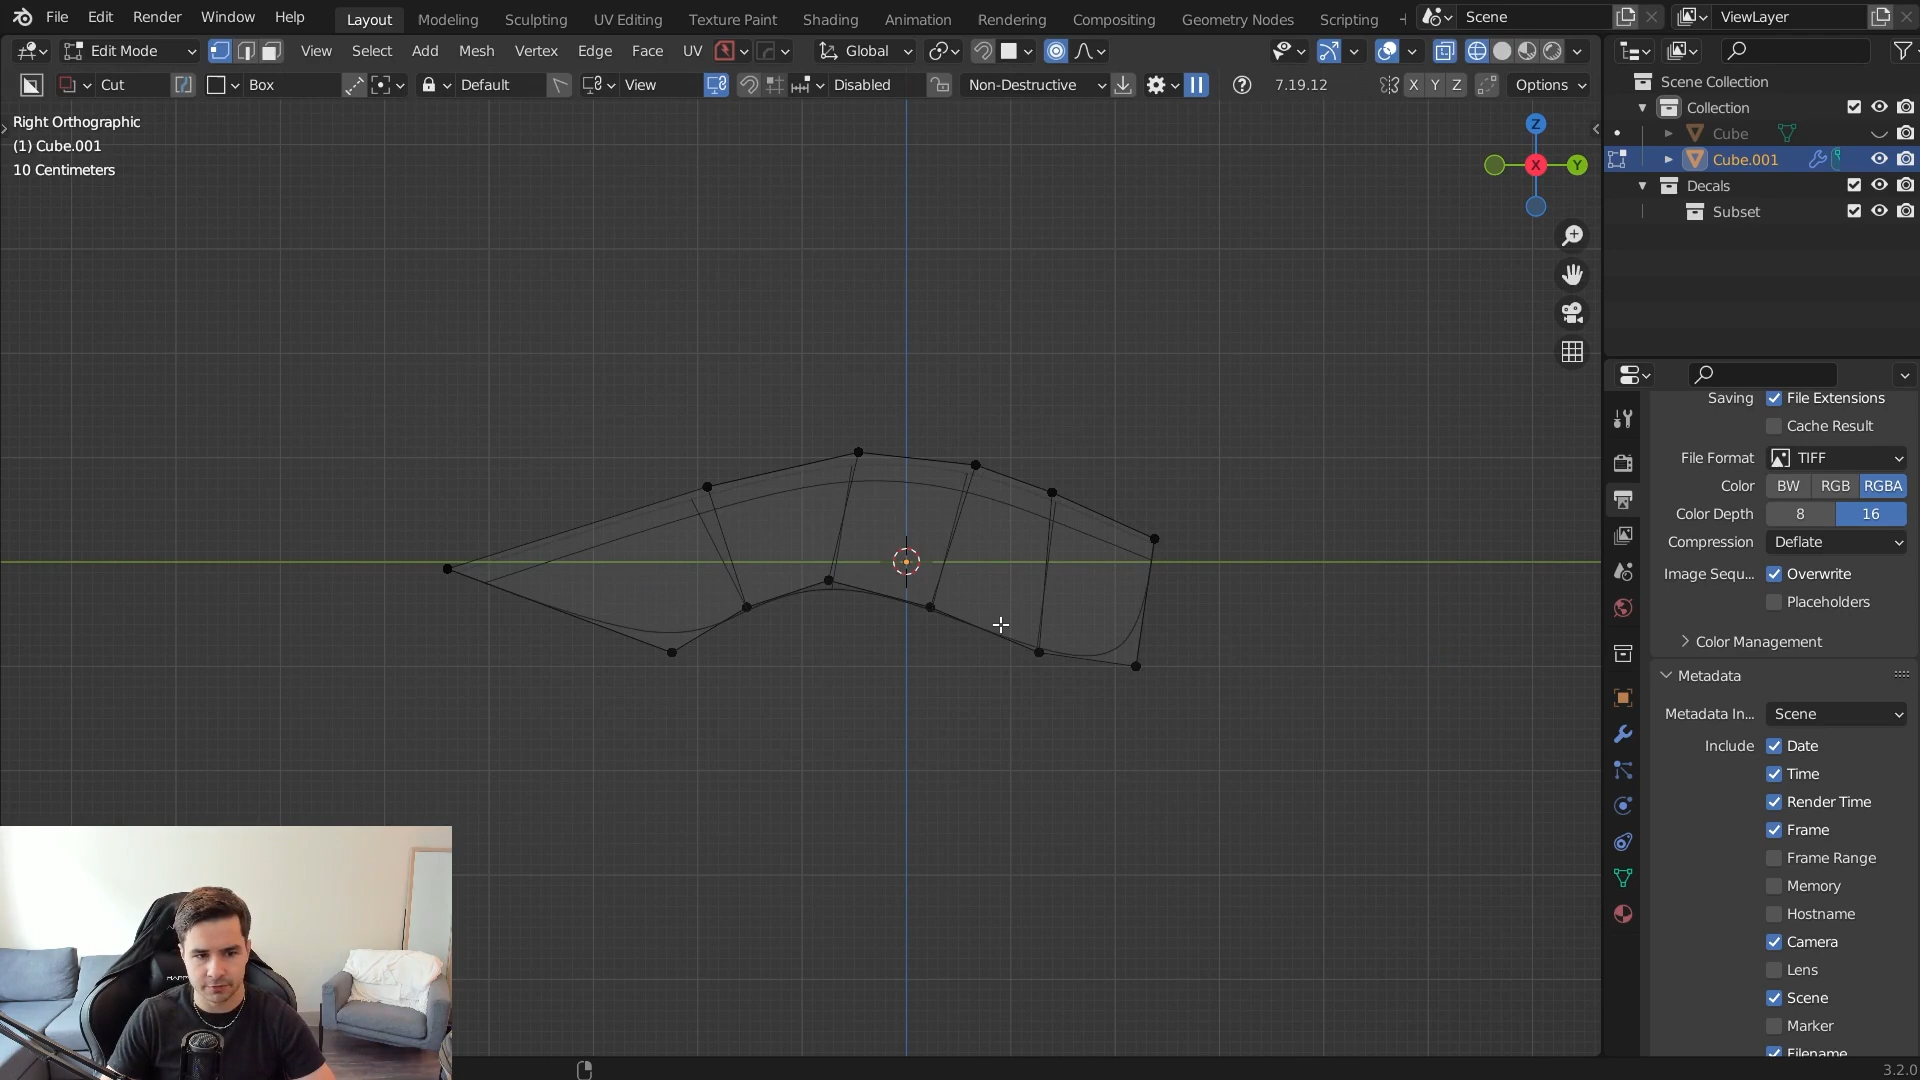 File Edit Render Window Help Layout Modeling Sculpting UV Editing Texture Paint Shading Animation Rendering Compositing Geometry Nodes Scripting Scene ViewLayer
Edit Mode View Select Add Mesh Vertex Edge Face UV Global
Cut Box Default View Disabled Non-Destructive 7.19.12 X Y Z Options
Right Orthographic
(1) Cube.001
10 Centimeters
Z
X
Y
Scene Collection
Collection
Cube
Cube.001
Decals
Subset
Saving File Extensions
Cache Result
File Format TIFF
Color BW RGB RGBA
Color Depth 8 16
Compression Deflate
Image Sequ... Overwrite
Placeholders
Color Management
Metadata
Metadata In... Scene
Include Date
Time
Render Time
Frame
Frame Range
Memory
Hostname
Camera
Lens
Scene
Marker
Filename
3.2.0